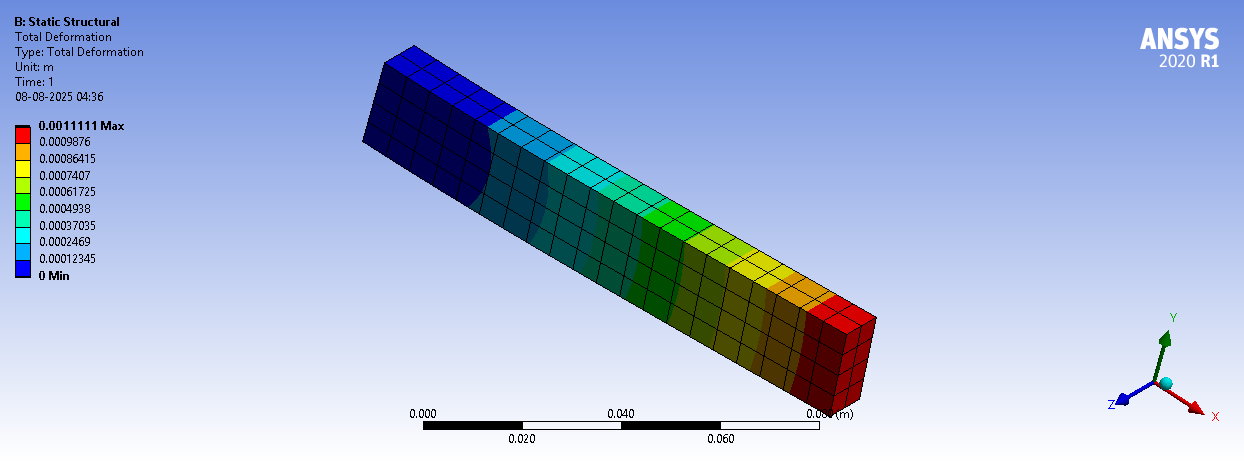 B: Static Structural
Total Deformation
Type: Total Deformation
Unit: m
Time: 1
08-08-2025 04:36
0.0011111 Max
0.0009876
0.00086415
0.0007407
0.00061725
0.0004938
0.00037035
0.0002469
0.00012345
0 Min
ANSYS
2020 R1
Y
Z
X
0.000
0.040
(m)
0.020
0.060